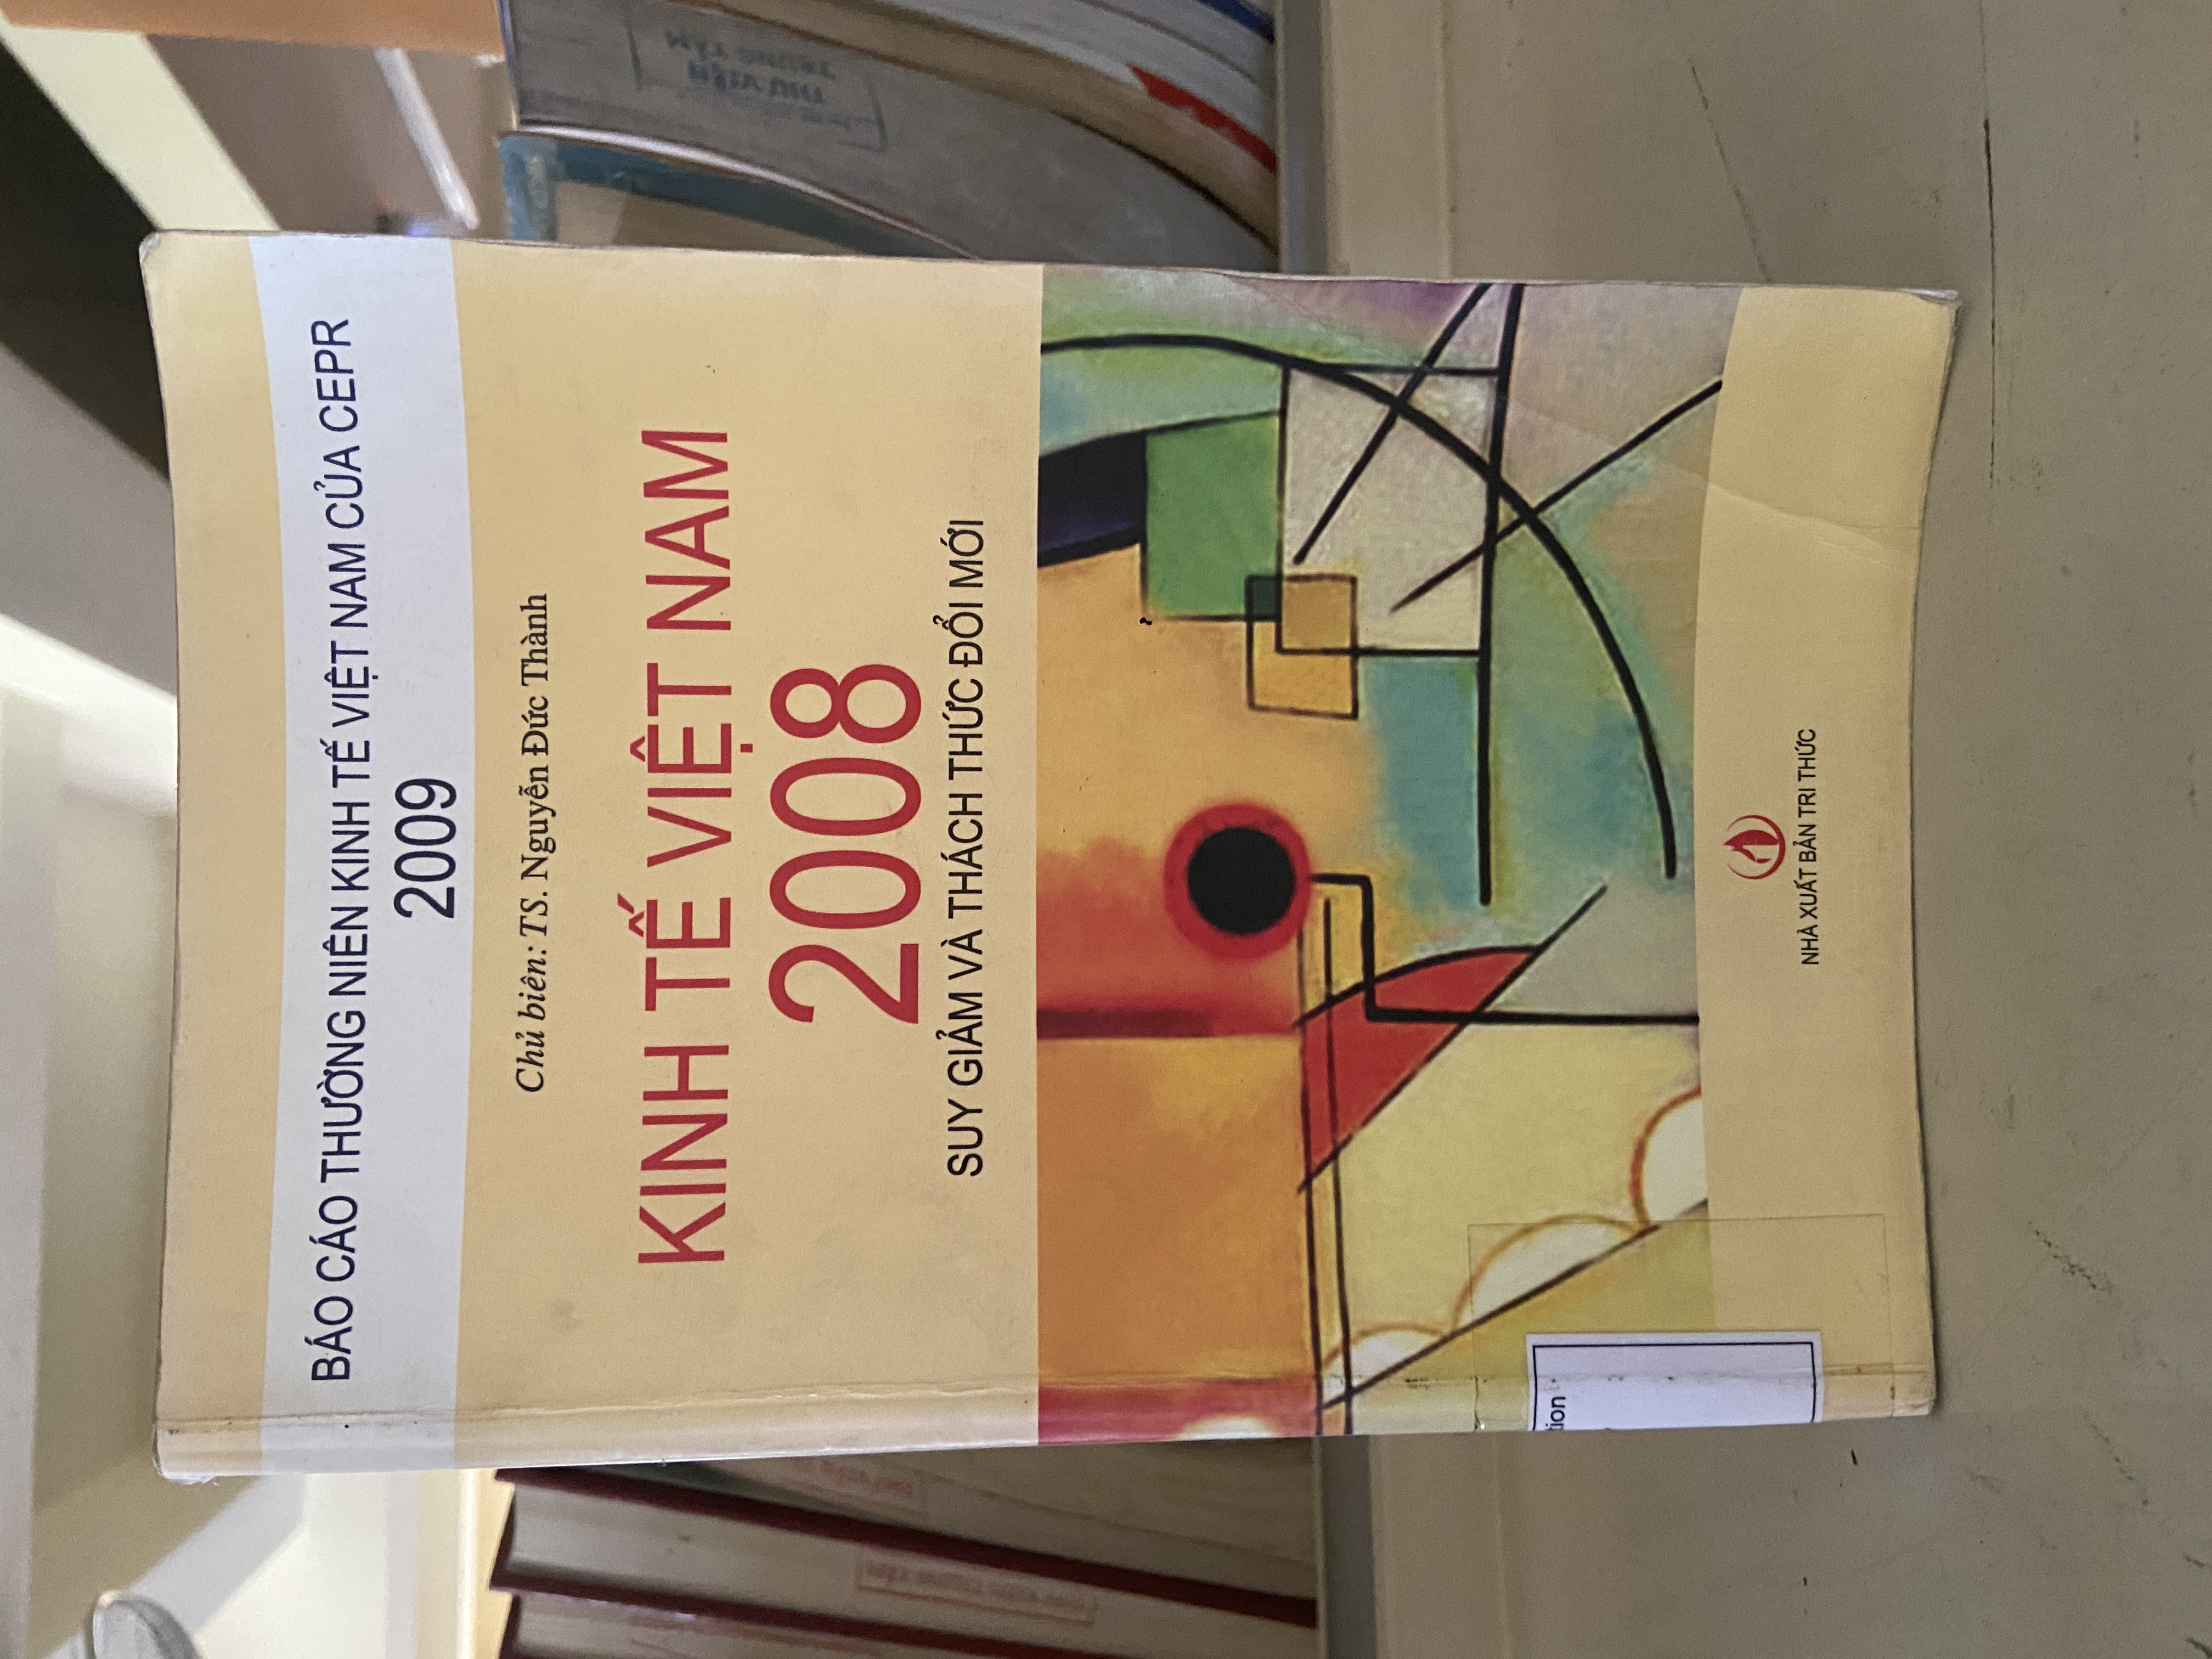 BÁO CÁO THƯỜNG NIÊN KINH TẾ VIỆT NAM CỦA CEPR
2009
Chủ biên: TS. Nguyễn Đức Thành
KINH TẾ VIỆT NAM
2008
SUY GIẢM VÀ THÁCH THỨC ĐỔI MỚI
tion
NHÀ XUẤT BẢN TRI THỨC